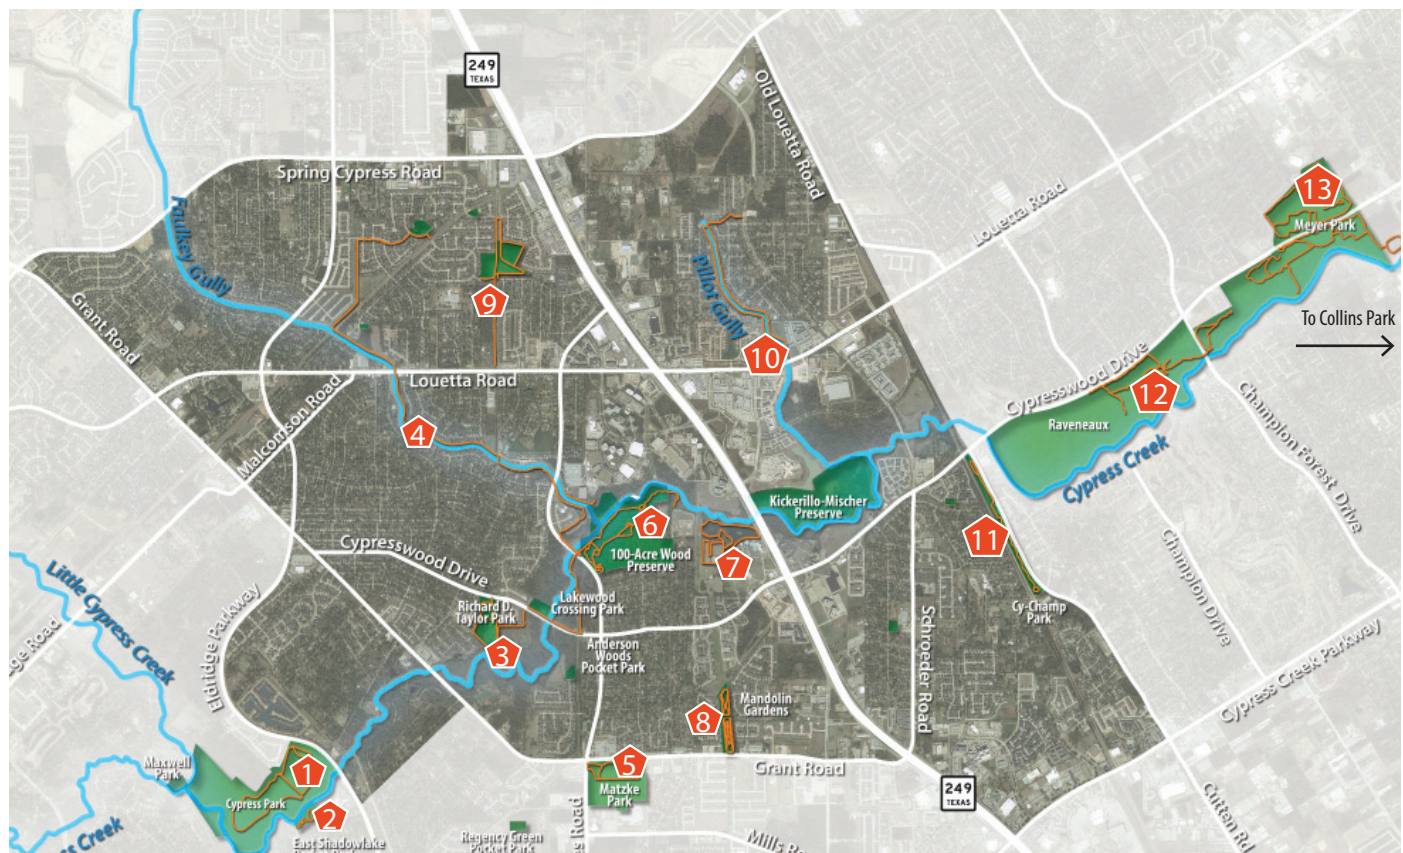 249
TEXAS
Old Louetta Road
Spring Cypress Road
13
Meyer Park
Louetta Road
Faulkey Gully
Pillot Gully
9
Grant Road
To Collins Park
10
Louetta Road
Cypresswood Drive
12
Malcomson Road
4
Raveneaux
Champion Forest Drive
Cypress Creek
Kickerillo-Mischer
Preserve
6
11
100-Acre Wood
Preserve
7
Cypresswood Drive
Champion Drive
Little Cypress Creek
Eldridge Parkway
Richard D.
Taylor Park
Lakewood
Crossing Park
Cy-Champ
Park
Schroeder Road
3
Anderson
Woods
Pocket Park
Cypress Creek Parkway
Road
8
Mandolin
Gardens
Maxwell
Park
1
5
Grant Road
249
TEXAS
Cypress Park
Matzke
Park
2
East Shadowlake
Regency Green
Pocket Park
Road
Mills
Cutten Rd
Creek